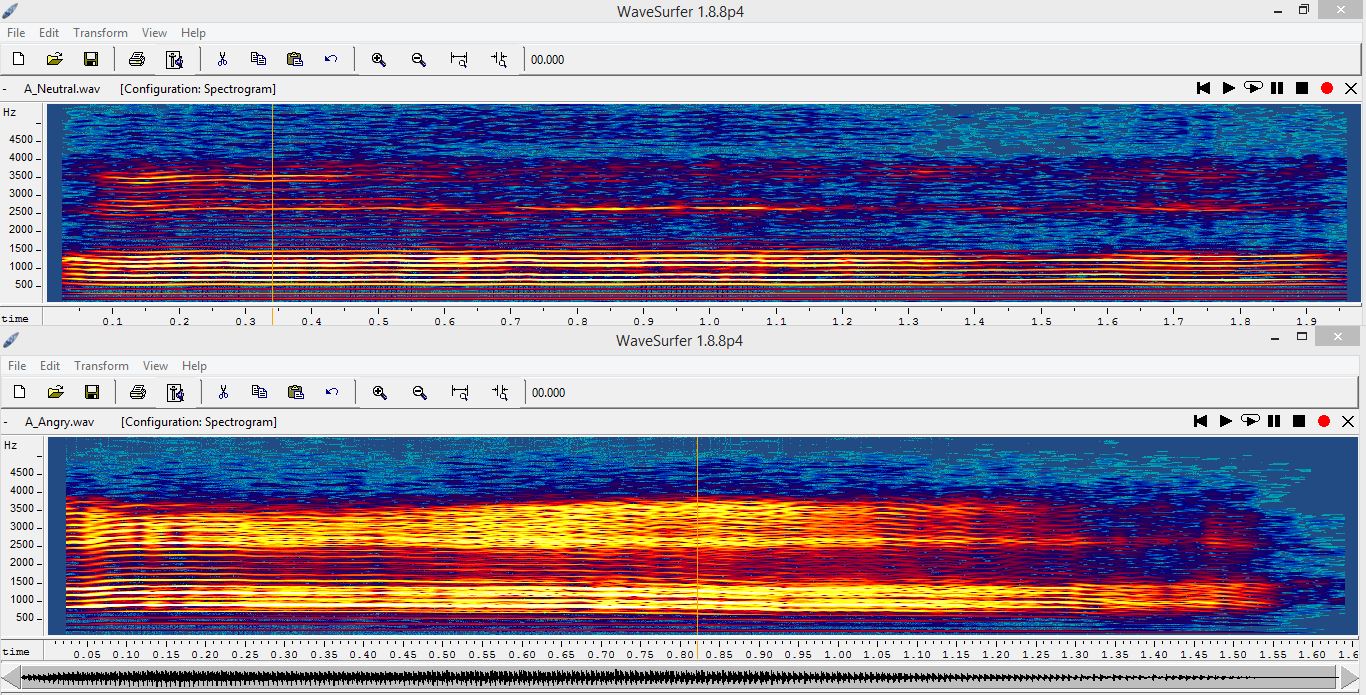 WaveSurfer 1.8.8p4
File Edit Transform View Help
00.000
- A_Neutral.wav [Configuration: Spectrogram]
Hz
4500
4000
3500
3000
2500
2000
1500
1000
500
time 0.1 0.2 0.3 0.4 0.5 0.6 0.7 0.8 0.9 1.0 1.1 1.2 1.3 1.4 1.5 1.6 1.7 1.8 1.9
WaveSurfer 1.8.8p4
File Edit Transform View Help
00.000
- A_Angry.wav [Configuration: Spectrogram]
Hz
4500
4000
3500
3000
2500
2000
1500
1000
500
time 0.05 0.10 0.15 0.20 0.25 0.30 0.35 0.40 0.45 0.50 0.55 0.60 0.65 0.70 0.75 0.80 0.85 0.90 0.95 1.00 1.05 1.10 1.15 1.20 1.25 1.30 1.35 1.40 1.45 1.50 1.55 1.60 1.6